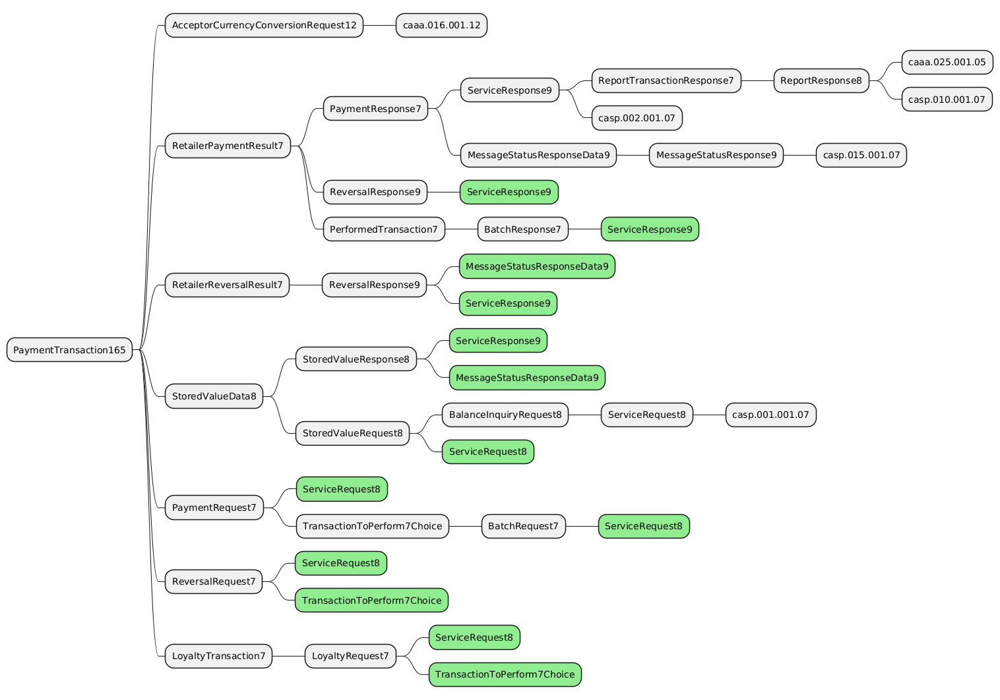 AcceptorCurrencyConversionRequest12
caaa.016.001.12
caaa.025.001.05
ReportTransactionResponse7
ReportResponse8
ServiceResponse9
casp.010.001.07
PaymentResponse7
casp.002.001.07
RetailerPaymentResult7
MessageStatusResponseData9
MessageStatusResponse9
casp.015.001.07
ReversalResponse9
ServiceResponse9
PerformedTransaction7
BatchResponse7
ServiceResponse9
MessageStatusResponseData9
RetailerReversalResult7
ReversalResponse9
ServiceResponse9
PaymentTransaction165
ServiceResponse9
StoredValueResponse8
MessageStatusResponseData9
StoredValueData8
BalanceInquiryRequest8
ServiceRequest8
casp.001.001.07
StoredValueRequest8
ServiceRequest8
ServiceRequest8
PaymentRequest7
TransactionToPerform7Choice
BatchRequest7
ServiceRequest8
ServiceRequest8
ReversalRequest7
TransactionToPerform7Choice
ServiceRequest8
LoyaltyTransaction7
LoyaltyRequest7
TransactionToPerform7Choice